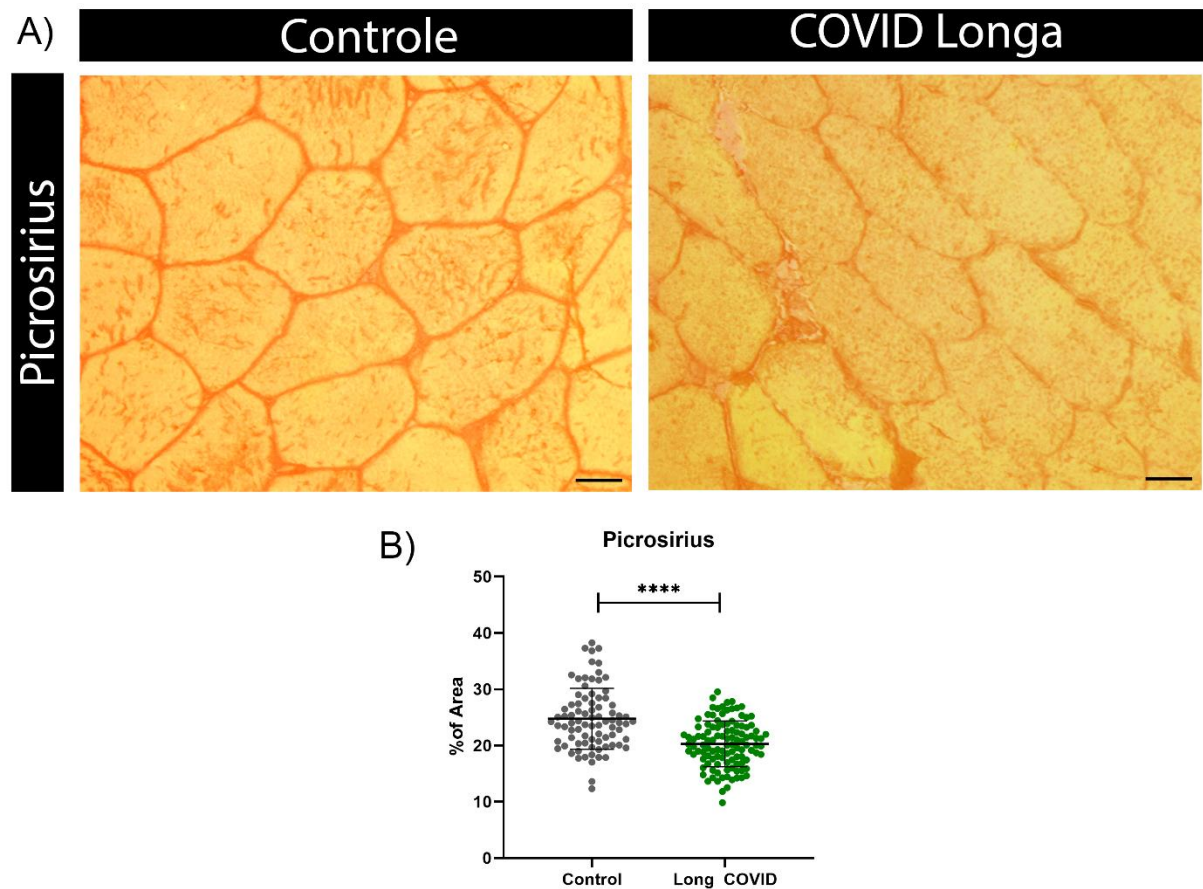 A)
Controle
COVID Longa
Picrosirius
B)
Picrosirius
50
****
40
30
20
10
0
%of Area
Control
Long COVID